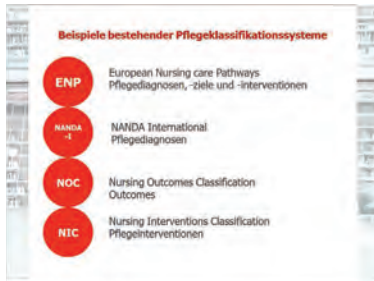 Beispiele bestehender Pflegeklassifikationssysteme
ENP
European Nursing care Pathways
Pflegediagnosen, -ziele und -interventionen
NANDA
-I
NANDA International
Pflegediagnosen
NOC
Nursing Outcomes Classification
Outcomes
NIC
Nursing Interventions Classification
Pflegeinterventionen